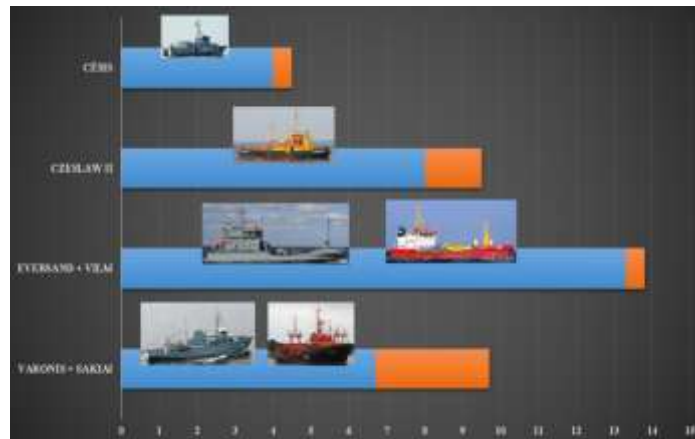 CĒSIS
CZESLAW II
EVERSAND + VILAI
VARONIS + SAKIAI
0 1 2 3 4 5 6 7 8 9 10 11 12 13 14 15